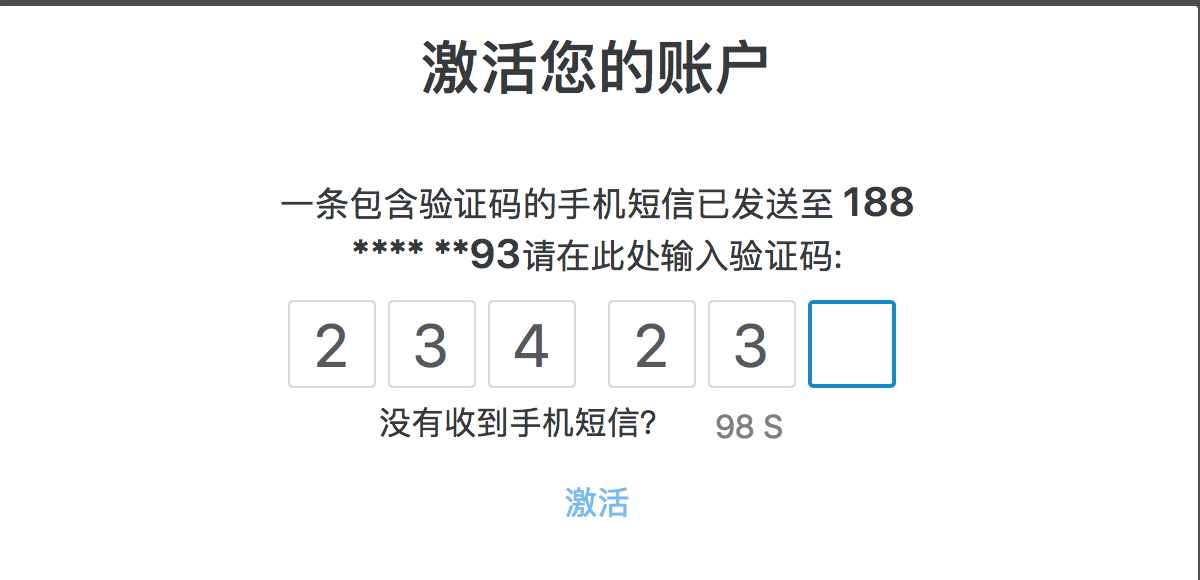 激活您的账户
一条包含验证码的手机短信已发送至 188
**** **93请在此处输入验证码:
2 3 4 2 3
没有收到手机短信? 98 S
激活